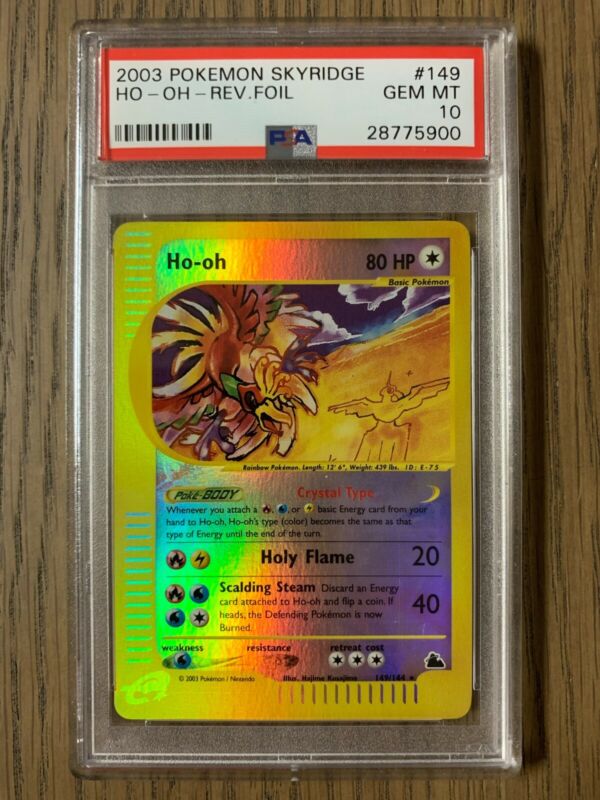 2003 POKEMON SKYRIDGE #149
HO - OH - REV.FOIL GEM MT
10
PSA 28775900
Ho-oh 80 HP
Basic Pokémon
Rainbow Pokémon. Length: 12' 6", Weight: 439 lbs. ID: E-75
Poké-BODY Crystal Type
Whenever you attach a , , or basic Energy card from your
hand to Ho-oh, Ho-oh's type (color) becomes the same as that
type of Energy until the end of the turn.
Holy Flame 20
Scalding Steam Discard an Energy
card attached to Ho-oh and flip a coin. If
heads, the Defending Pokémon is now
Burned.
40
weakness resistance retreat cost
© 2003 Pokémon / Nintendo Illus. Hajime Kusajima 149/144